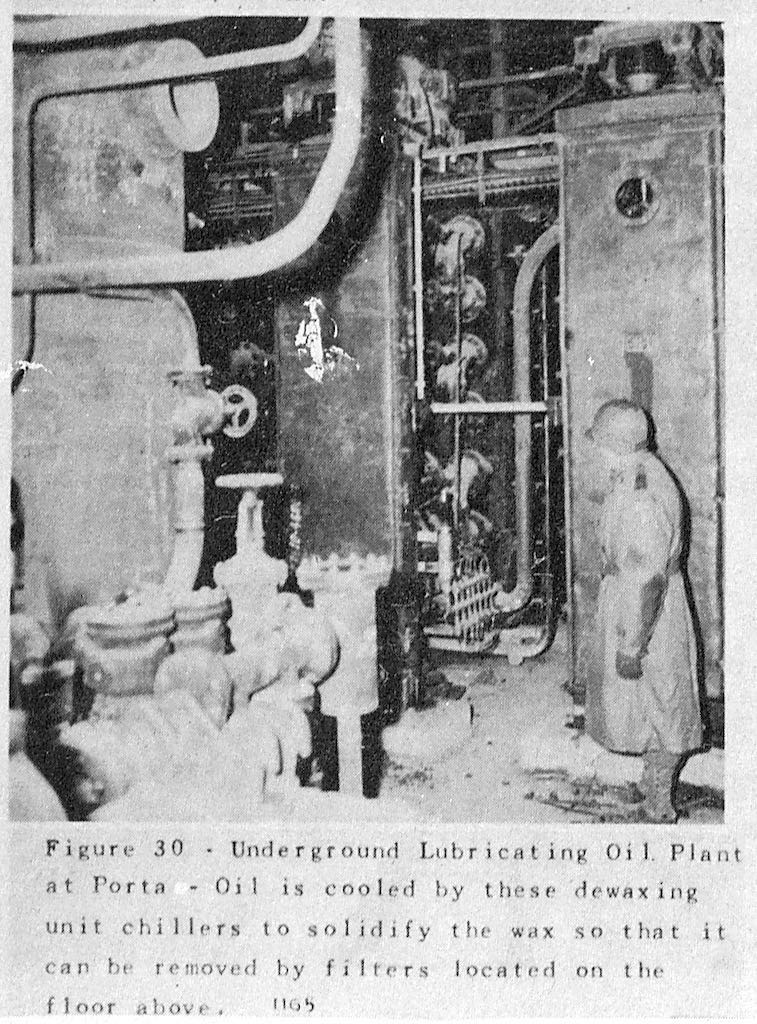 Figure 30 - Underground Lubricating Oil Plant
at Porta - Oil is cooled by these dewaxing
unit chillers to solidify the wax so that it
can be removed by filters located on the
floor above. 1165